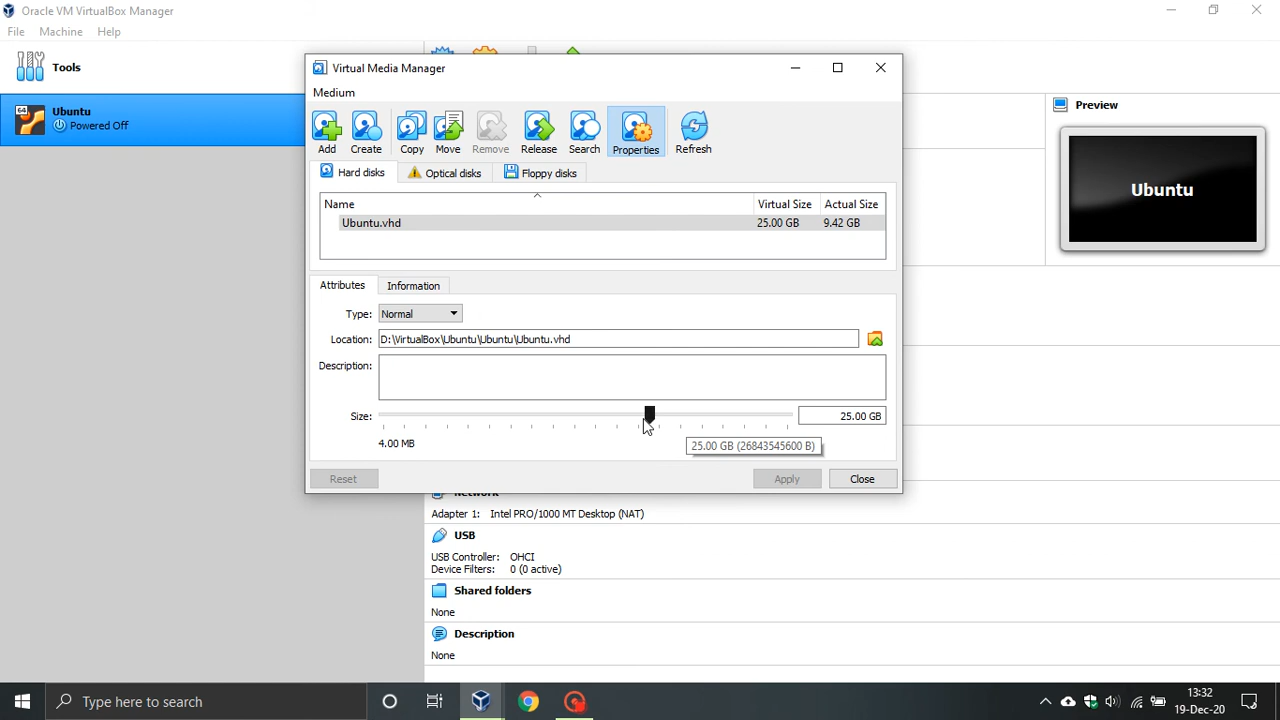 Oracle VM VirtualBox Manager
File Machine Help
Tools
64
Ubuntu
Powered Off
Virtual Media Manager
Medium
Add Create Copy Move Remove Release Search Properties Refresh
Hard disks Optical disks Floppy disks
Name Virtual Size Actual Size
Ubuntu.vhd 25.00 GB 9.42 GB
Attributes Information
Type: Normal
Location: D:\VirtualBox\Ubuntu\Ubuntu\Ubuntu.vhd
Description:
Size: 25.00 GB
4.00 MB
25.00 GB (26843545600 B)
Reset Apply Close
Preview
Ubuntu
Network
Adapter 1: Intel PRO/1000 MT Desktop (NAT)
USB
USB Controller: OHCI
Device Filters: 0 (0 active)
Shared folders
None
Description
None
Type here to search
13:32
19-Dec-20